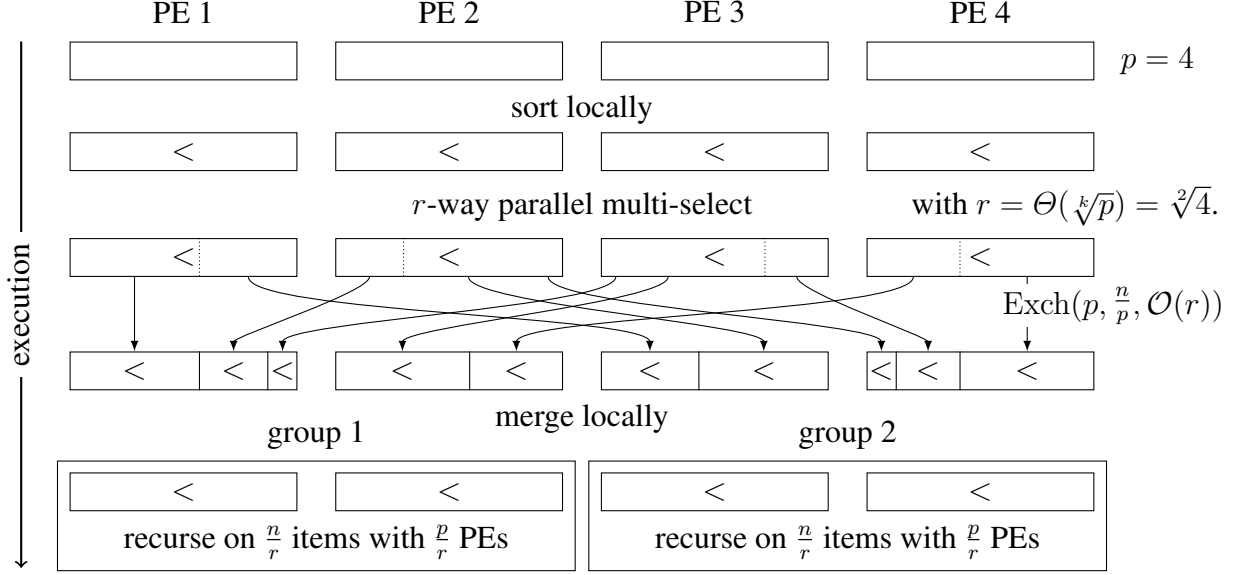 PE 1 PE 2 PE 3 PE 4
p = 4
sort locally
< < < <
r-way parallel multi-select with r = Θ(ᵏ√p) = ²√4.
< < < <
Exch(p, n/p, O(r))
execution
< < < < < < < < < <
merge locally
group 1 group 2
< < < <
recurse on n/r items with p/r PEs recurse on n/r items with p/r PEs